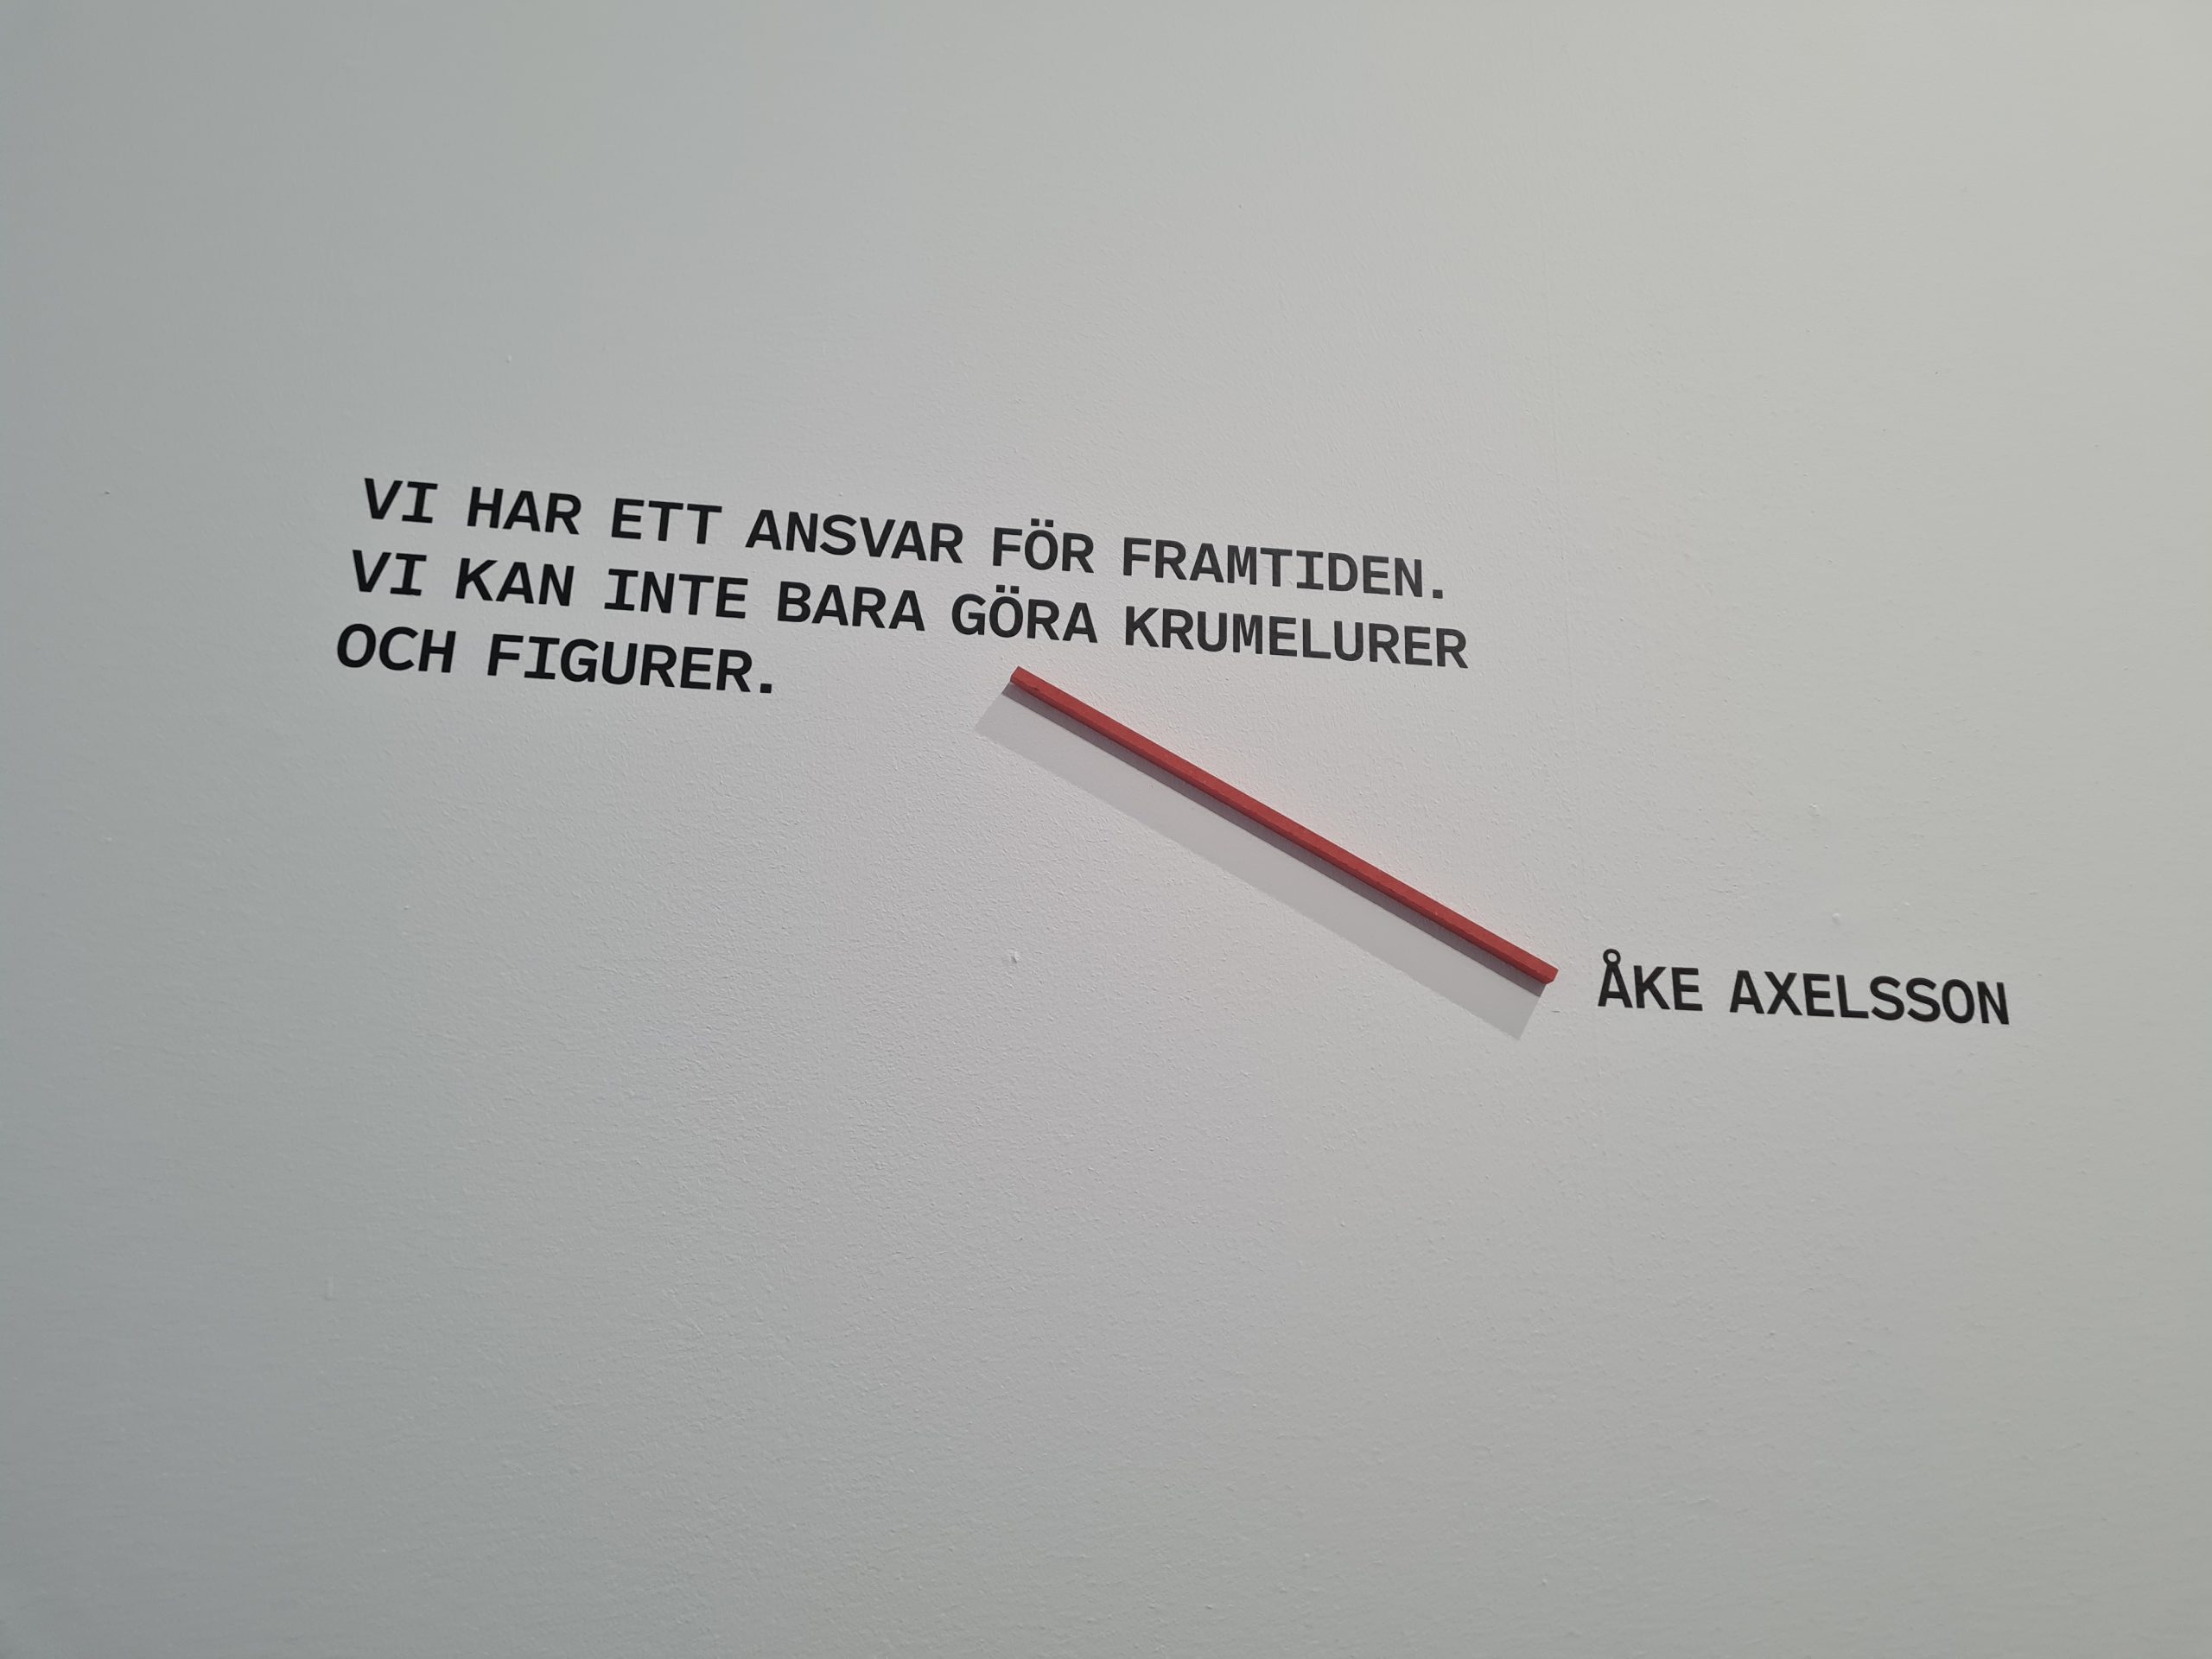 VI HAR ETT ANSVAR FÖR FRAMTIDEN.
VI KAN INTE BARA GÖRA KRUMELURER
OCH FIGURER.
ÅKE AXELSSON